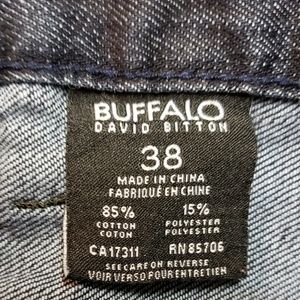 BUFFALO
DAVID BITTON
38
MADE IN CHINA
FABRIQUÉ EN CHINE
85% 15%
COTTON POLYESTER
COTON POLYESTER
CA17311 RN85706
SEE CARE ON REVERSE
VOIR VERSO POUR ENTRETIEN